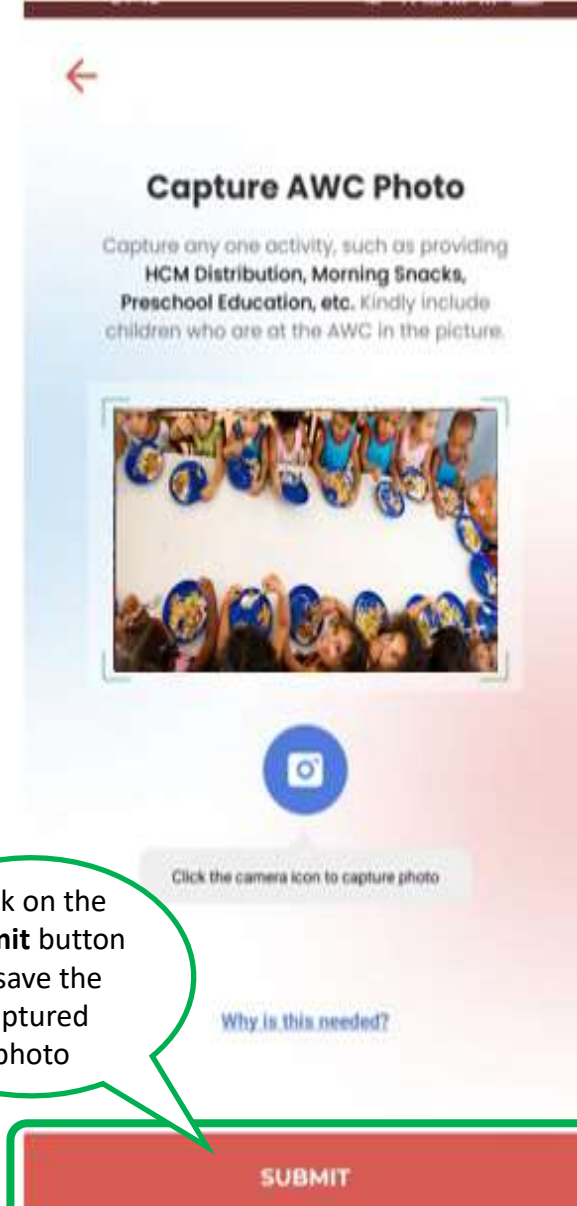 Capture AWC Photo
Capture any one activity, such as providing
HCM Distribution, Morning Snacks,
Preschool Education, etc. Kindly include
children who are at the AWC in the picture.
Click the camera icon to capture photo
k on the
nit button
save the
ptured
photo
Why is this needed?
SUBMIT